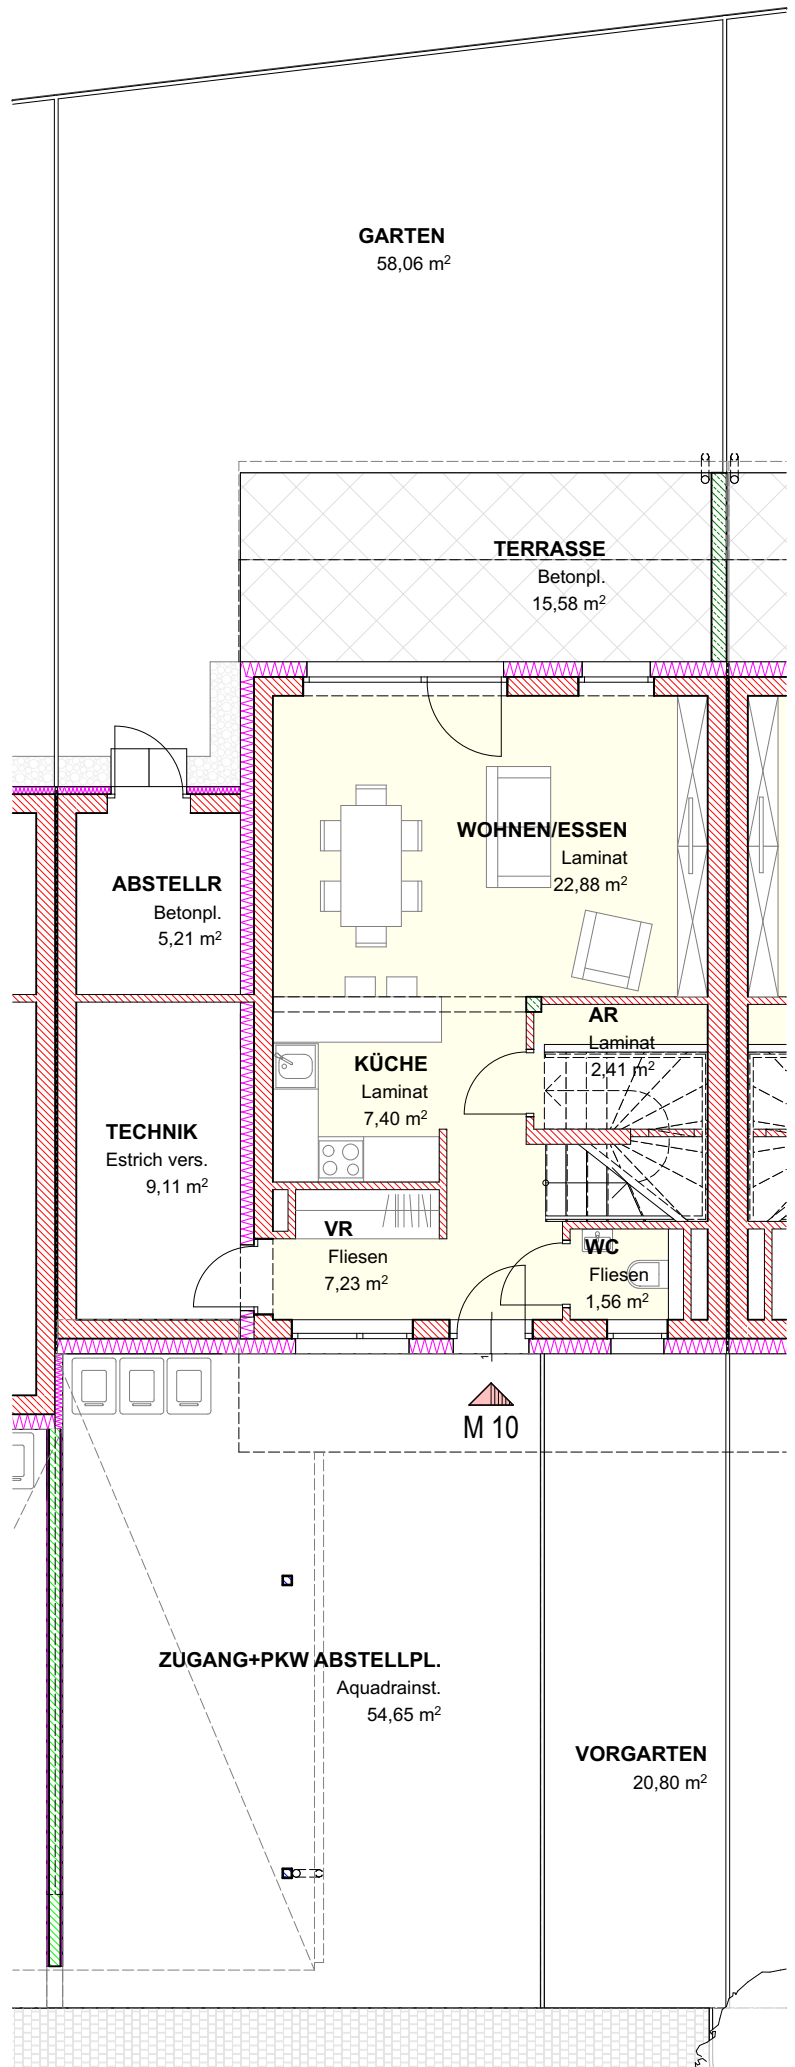 GARTEN
58,06 m²
TERRASSE
Betonpl.
15,58 m²
WOHNEN/ESSEN
Laminat
22,88 m²
ABSTELLR
Betonpl.
5,21 m²
AR
Laminat
2,41 m²
KÜCHE
Laminat
7,40 m²
TECHNIK
Estrich vers.
9,11 m²
VR
Fliesen
7,23 m²
WC
Fliesen
1,56 m²
1
M 10
ZUGANG+PKW ABSTELLPL.
Aquadrainst.
54,65 m²
VORGARTEN
20,80 m²